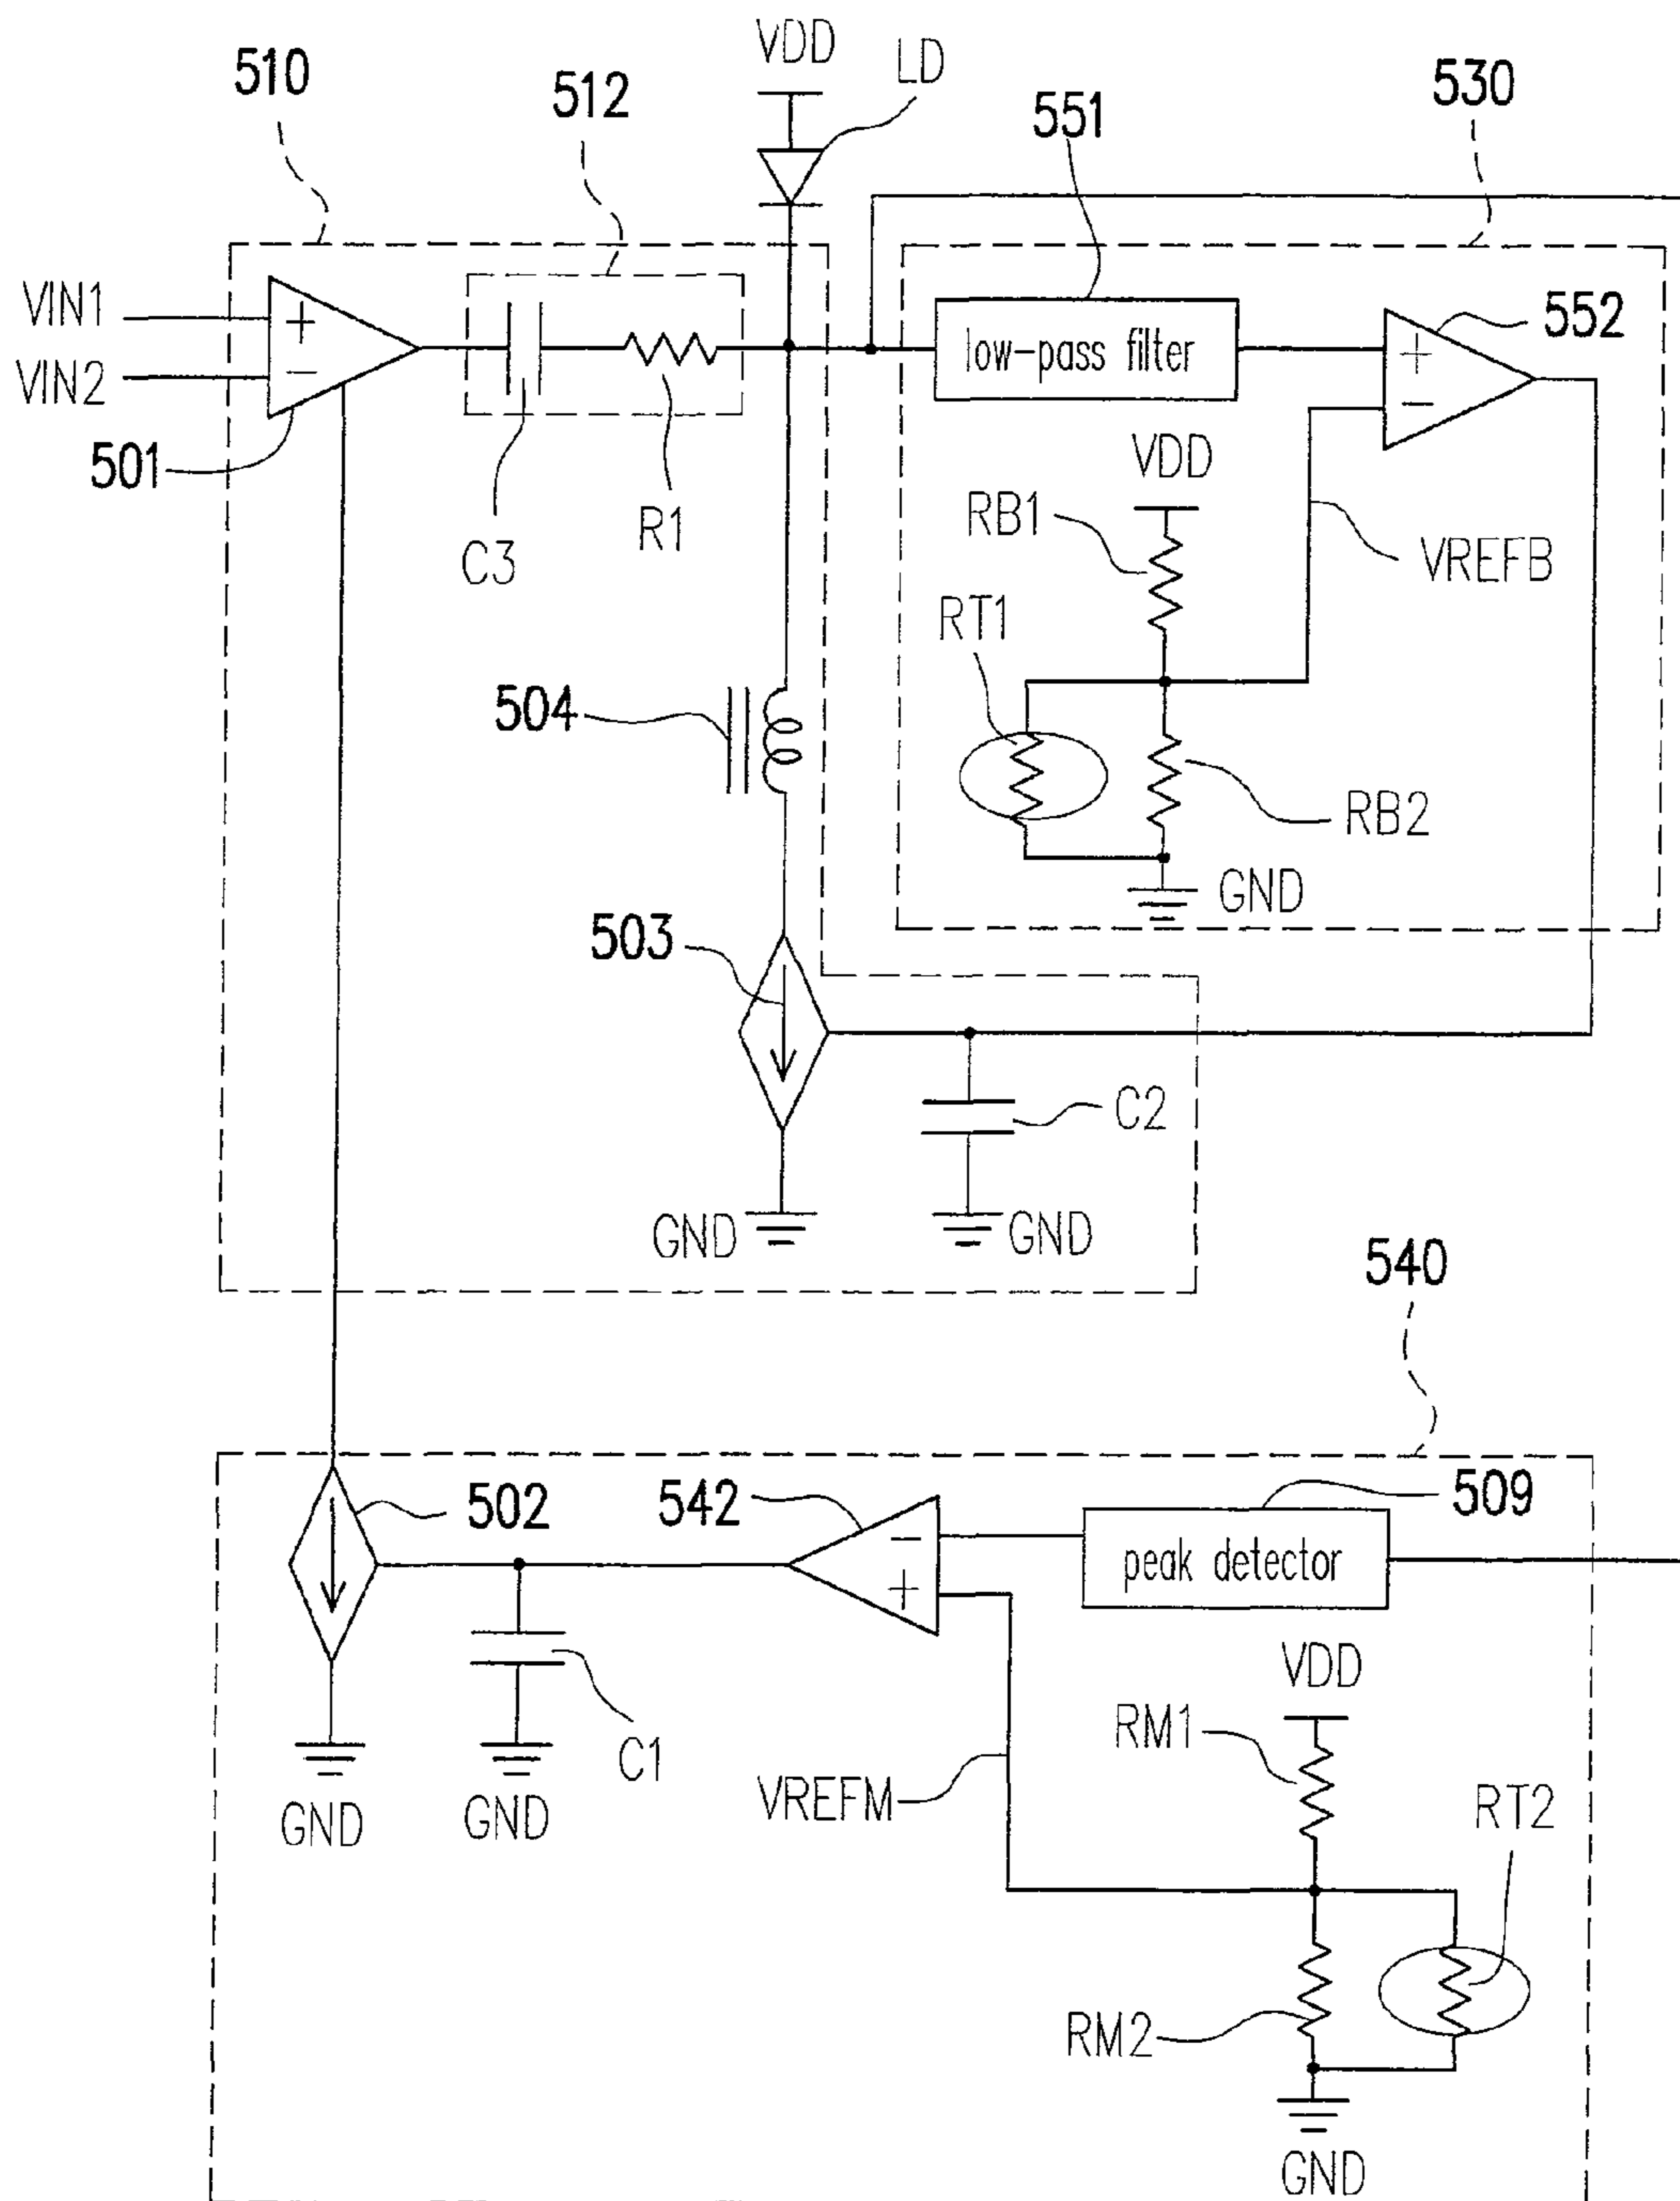 VDD
LD
510
512
551
530
VIN1
VIN2
low-pass filter
552
501
C3
R1
VDD
RB1
VREFB
RT1
504
RB2
GND
503
C2
GND
GND
540
502
542
509
peak detector
VDD
RM1
C1
VREFM
RT2
GND
GND
RM2
GND